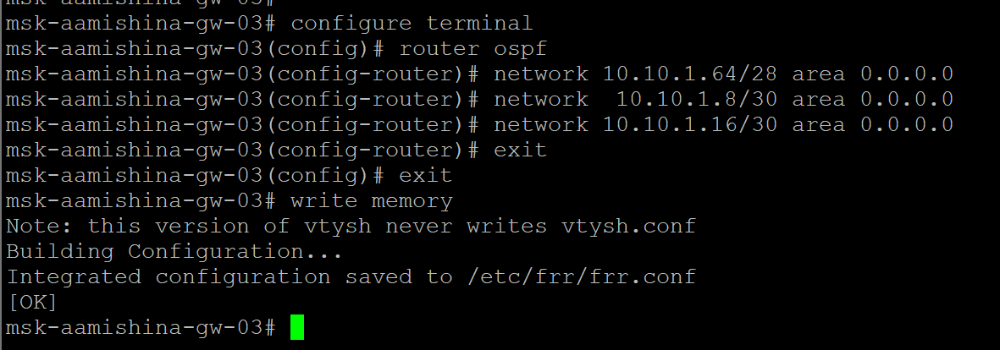 msk-aamishina-gw-03#
msk-aamishina-gw-03# configure terminal
msk-aamishina-gw-03(config)# router ospf
msk-aamishina-gw-03(config-router)# network 10.10.1.64/28 area 0.0.0.0
msk-aamishina-gw-03(config-router)# network  10.10.1.8/30 area 0.0.0.0
msk-aamishina-gw-03(config-router)# network 10.10.1.16/30 area 0.0.0.0
msk-aamishina-gw-03(config-router)# exit
msk-aamishina-gw-03(config)# exit
msk-aamishina-gw-03# write memory
Note: this version of vtysh never writes vtysh.conf
Building Configuration...
Integrated configuration saved to /etc/frr/frr.conf
[OK]
msk-aamishina-gw-03#